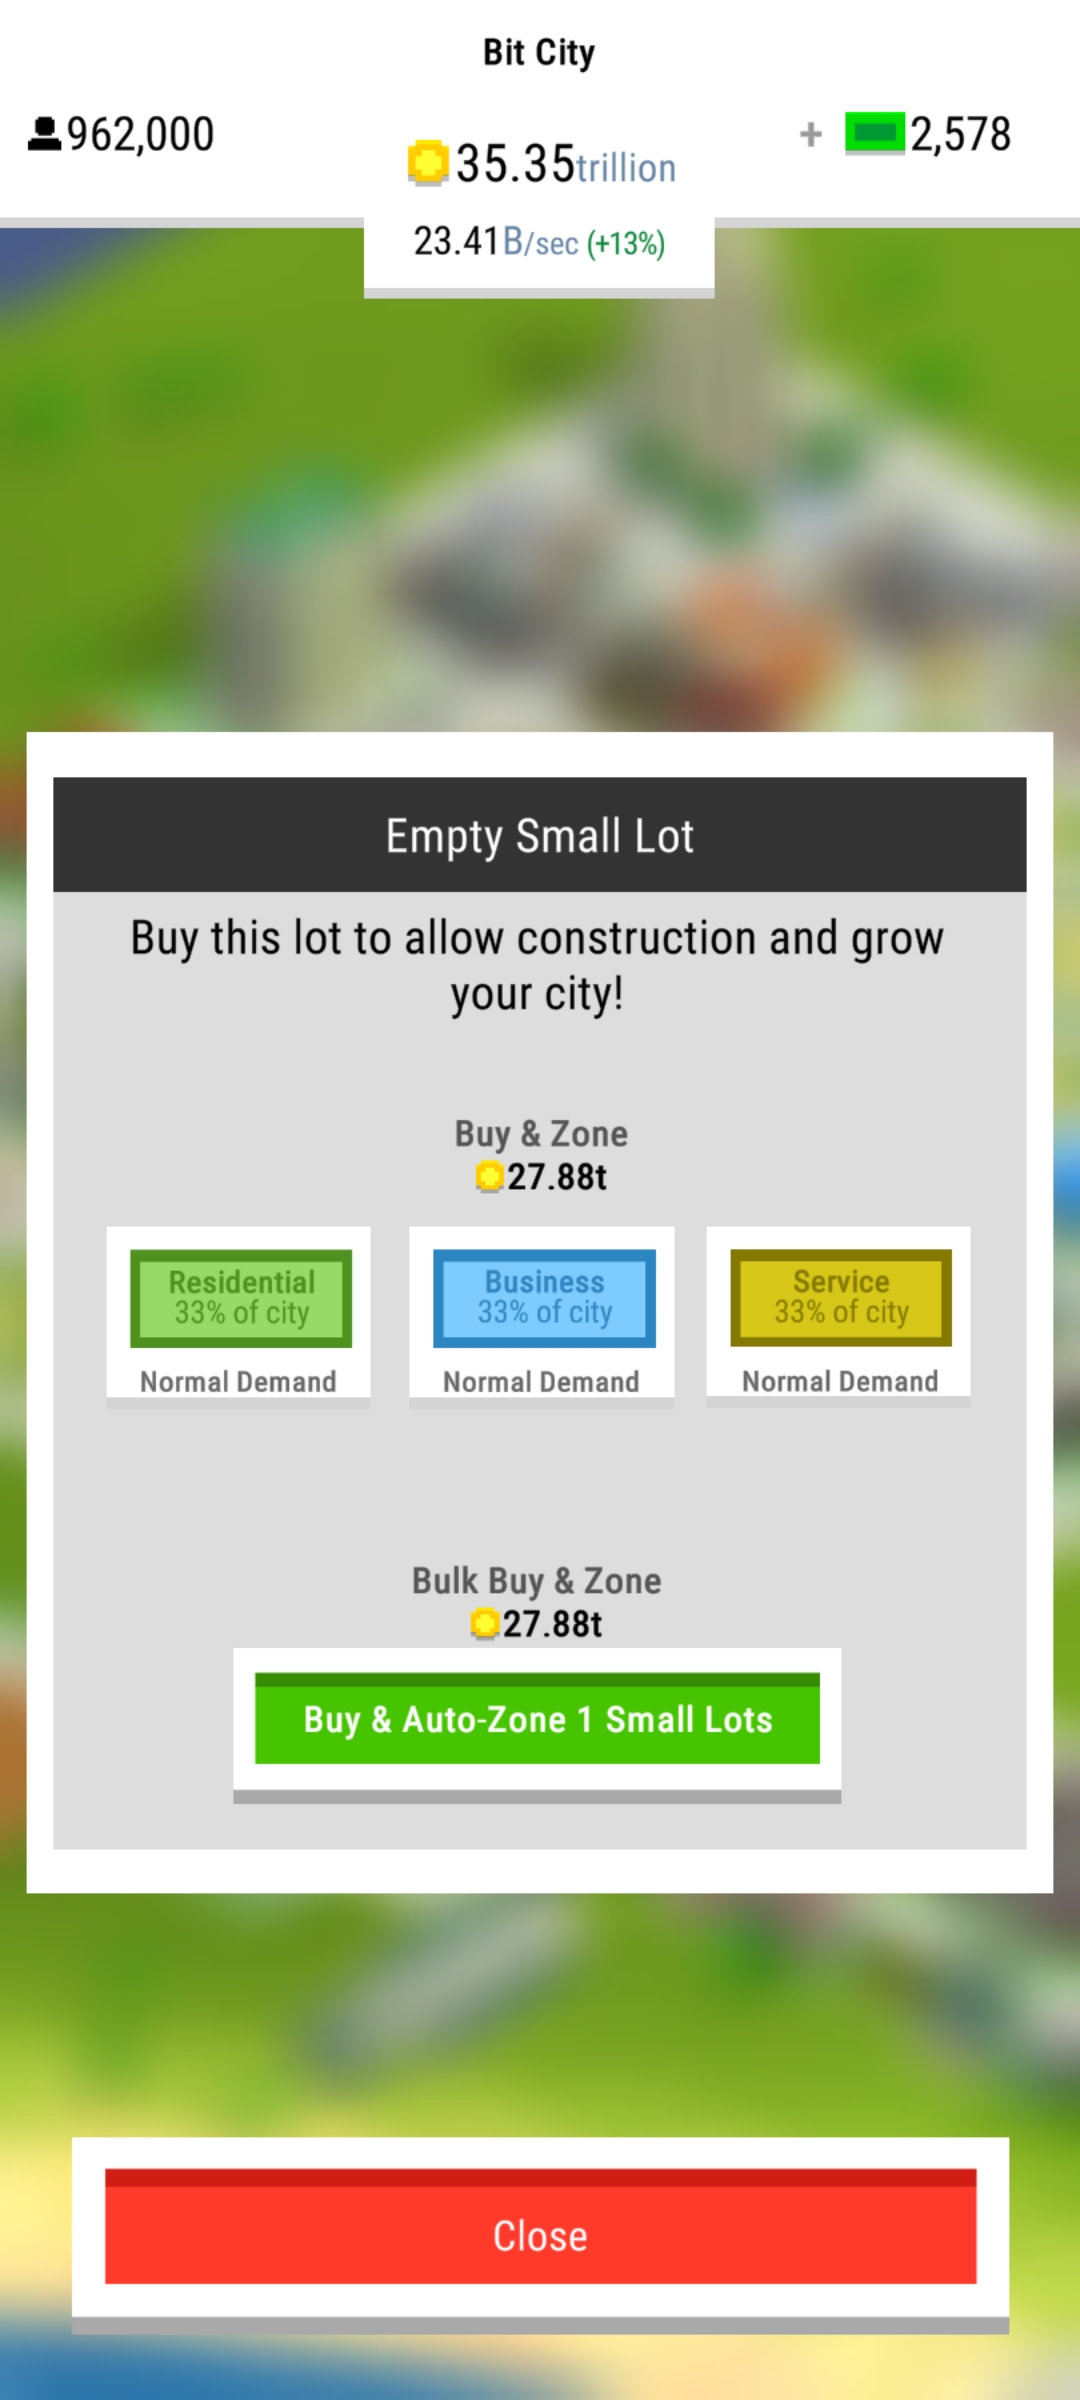 Bit City
962,000
35.35trillion
+ 2,578
23.41B/sec (+13%)
Empty Small Lot
Buy this lot to allow construction and grow
your city!
Buy & Zone
27.88t
Residential
33% of city
Normal Demand
Business
33% of city
Normal Demand
Service
33% of city
Normal Demand
Bulk Buy & Zone
27.88t
Buy & Auto-Zone 1 Small Lots
Close